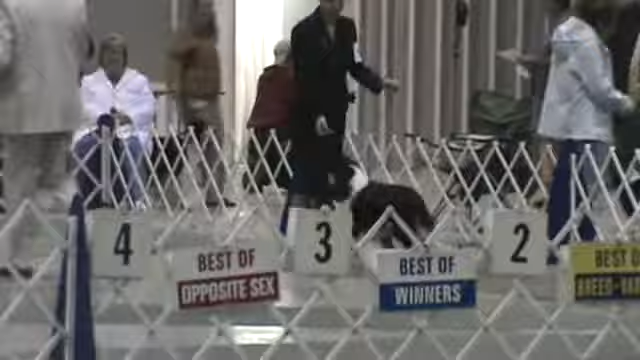 4
BEST OF
OPPOSITE SEX
3
BEST OF
WINNERS
2
BEST O